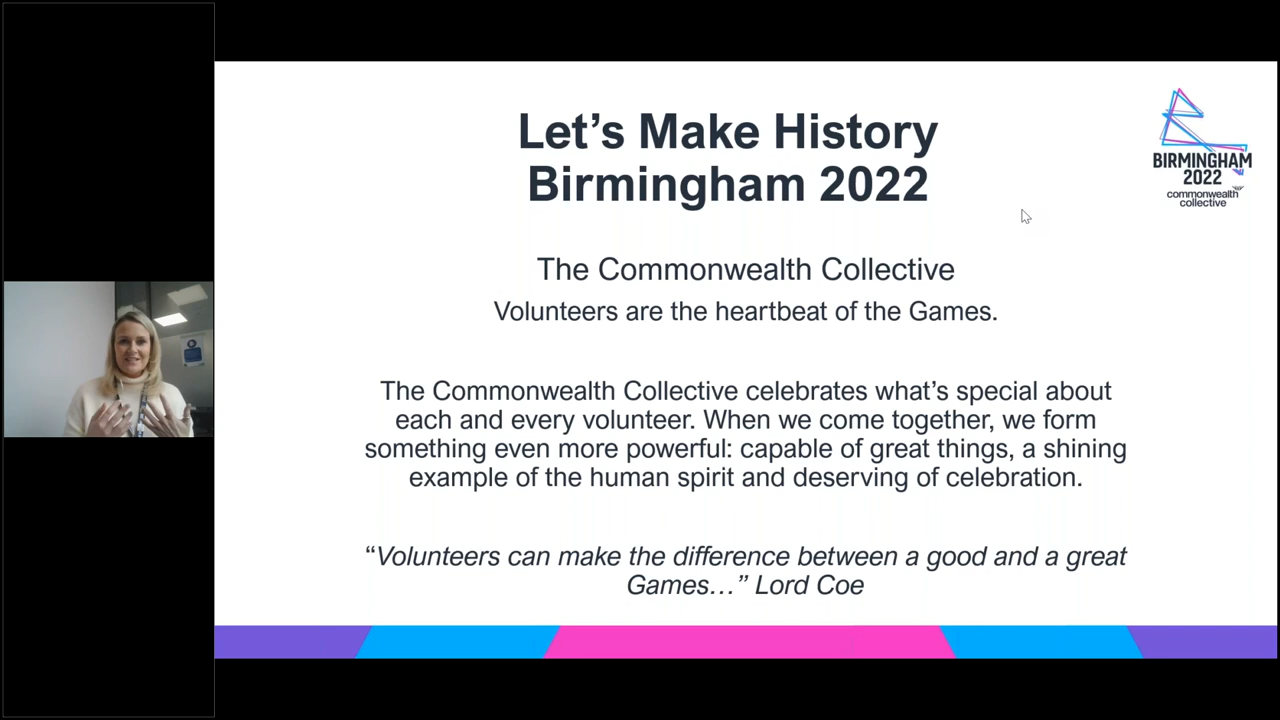 Let’s Make History
Birmingham 2022
BIRMINGHAM
2022
commonwealth
collective
The Commonwealth Collective
Volunteers are the heartbeat of the Games.
The Commonwealth Collective celebrates what’s special about
each and every volunteer. When we come together, we form
something even more powerful: capable of great things, a shining
example of the human spirit and deserving of celebration.
“Volunteers can make the difference between a good and a great
Games…” Lord Coe